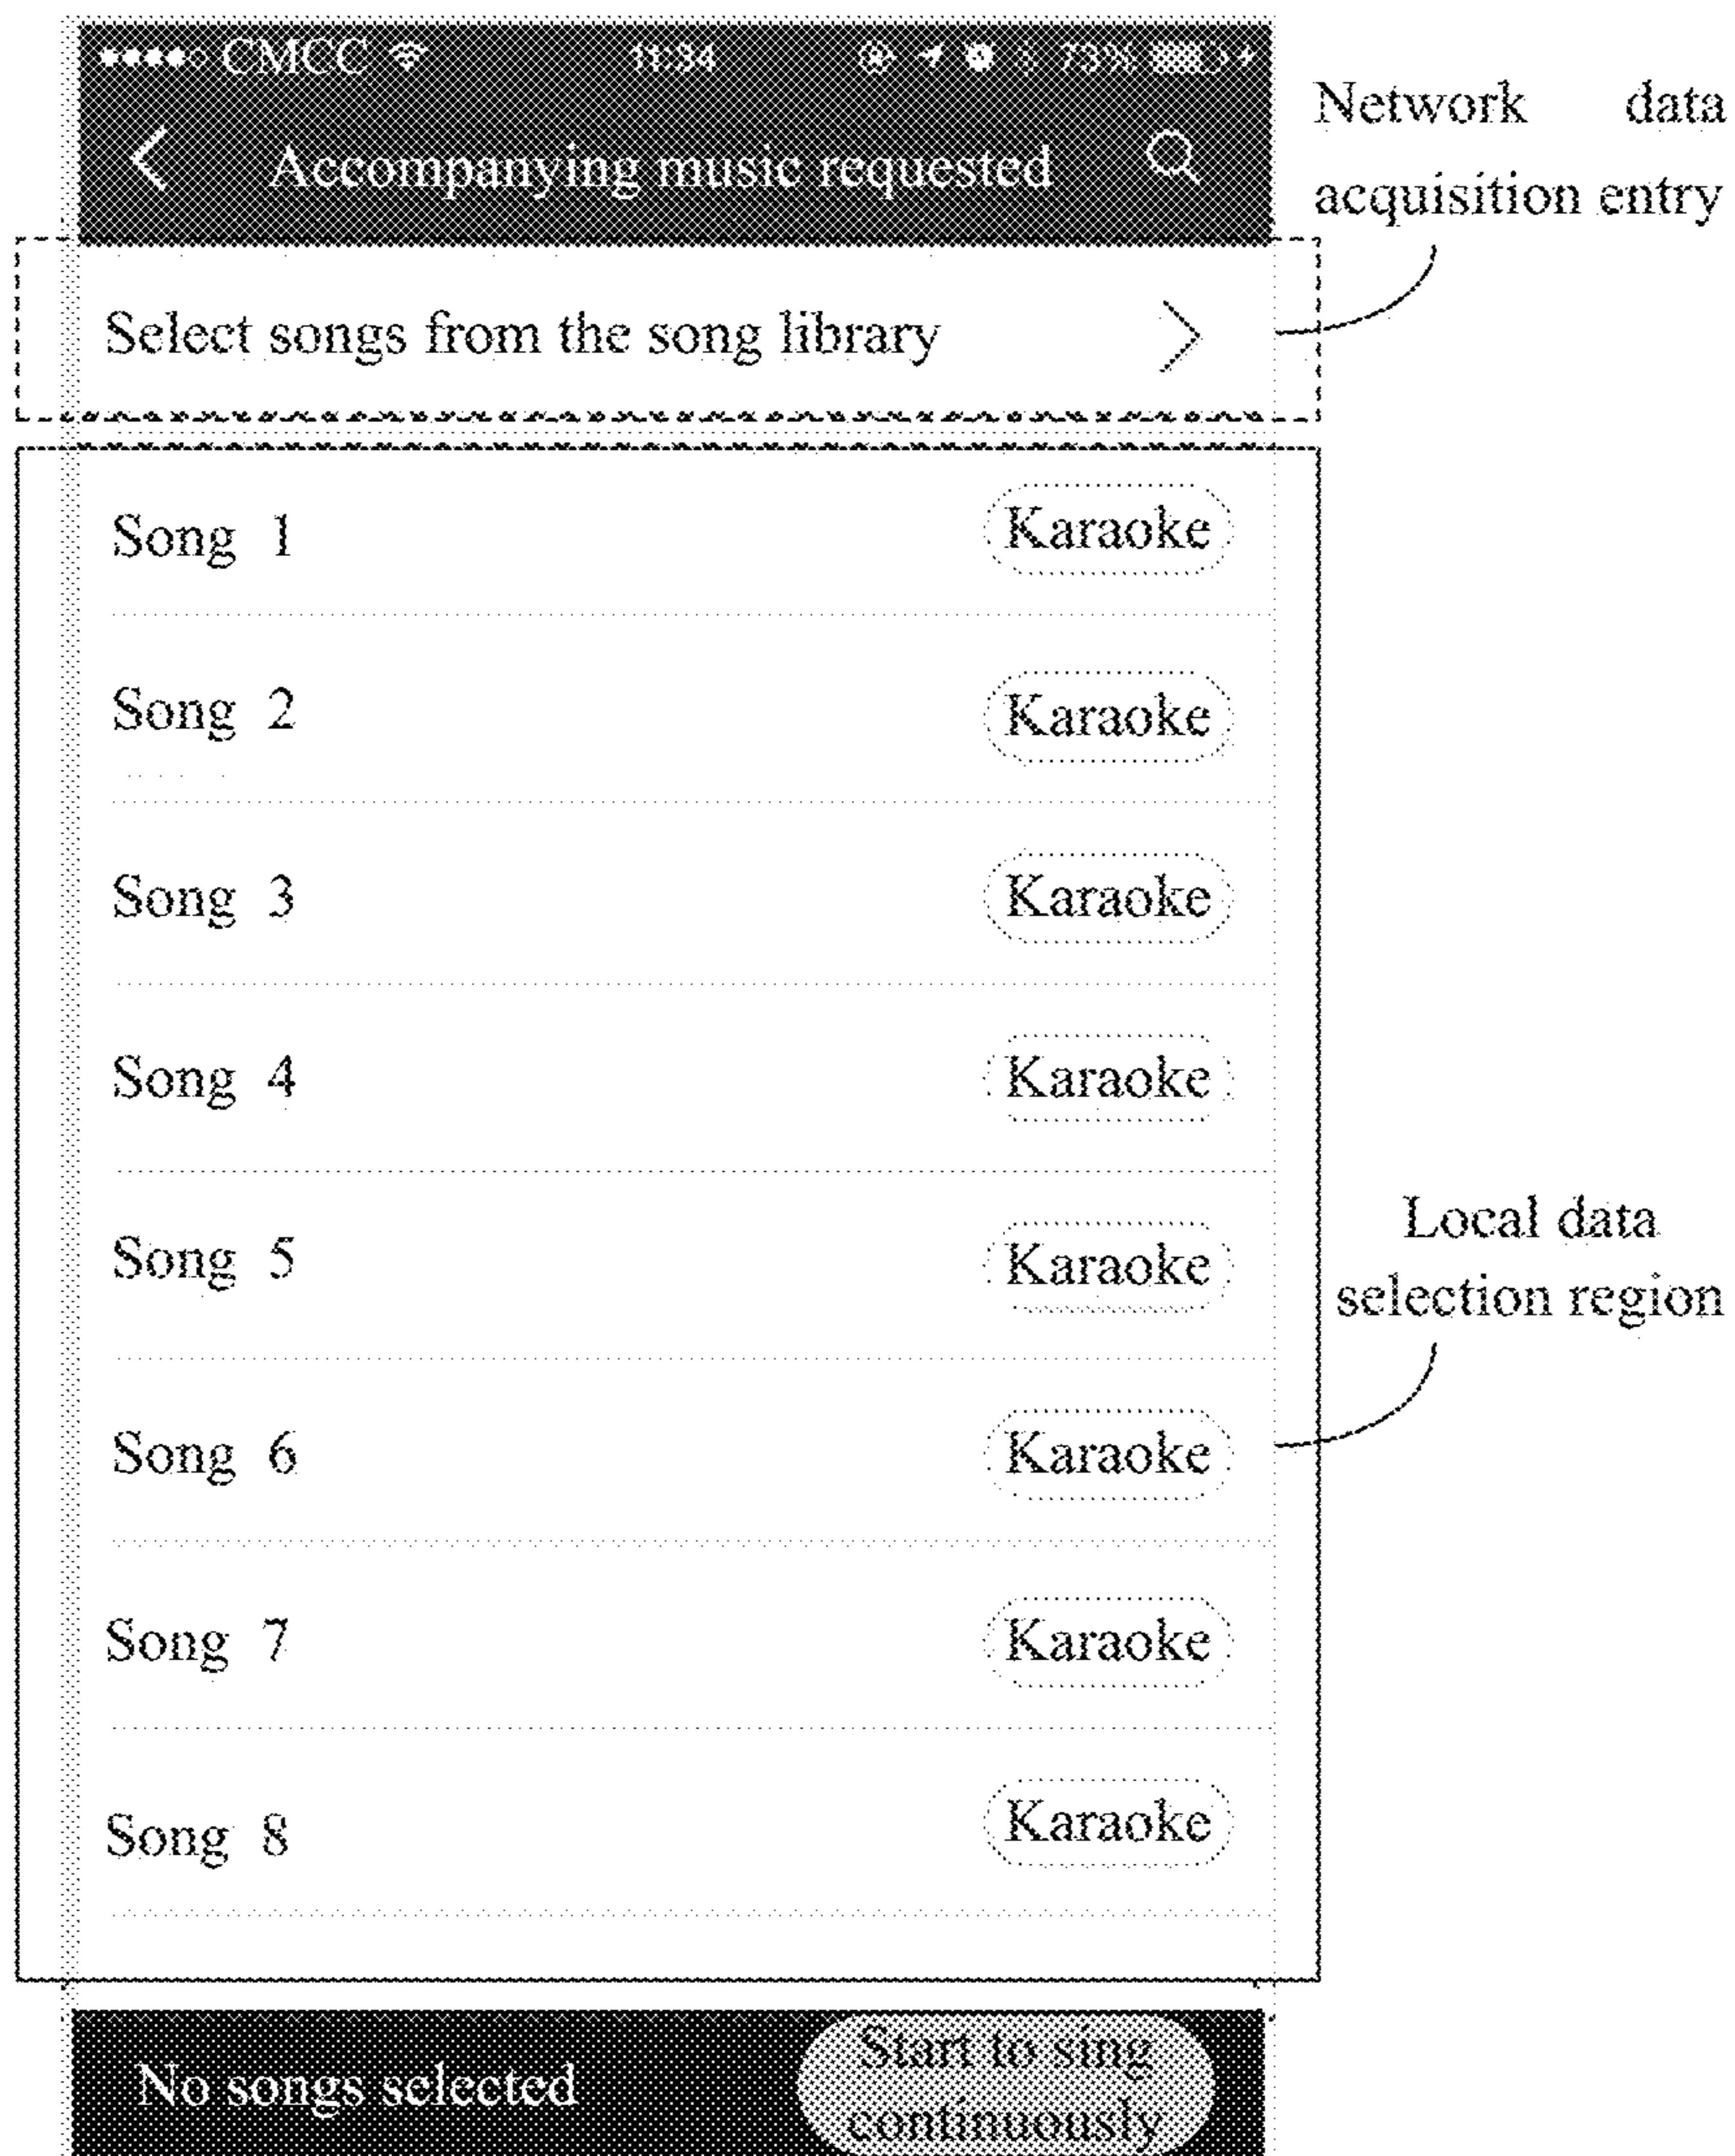 CMCC 11:34 73%
Accompanying music requested
Network data
acquisition entry
Select songs from the song library
Song 1 Karaoke
Song 2 Karaoke
Song 3 Karaoke
Song 4 Karaoke
Song 5 Karaoke
Local data
selection region
Song 6 Karaoke
Song 7 Karaoke
Song 8 Karaoke
No songs selected
Start to sing
continuously